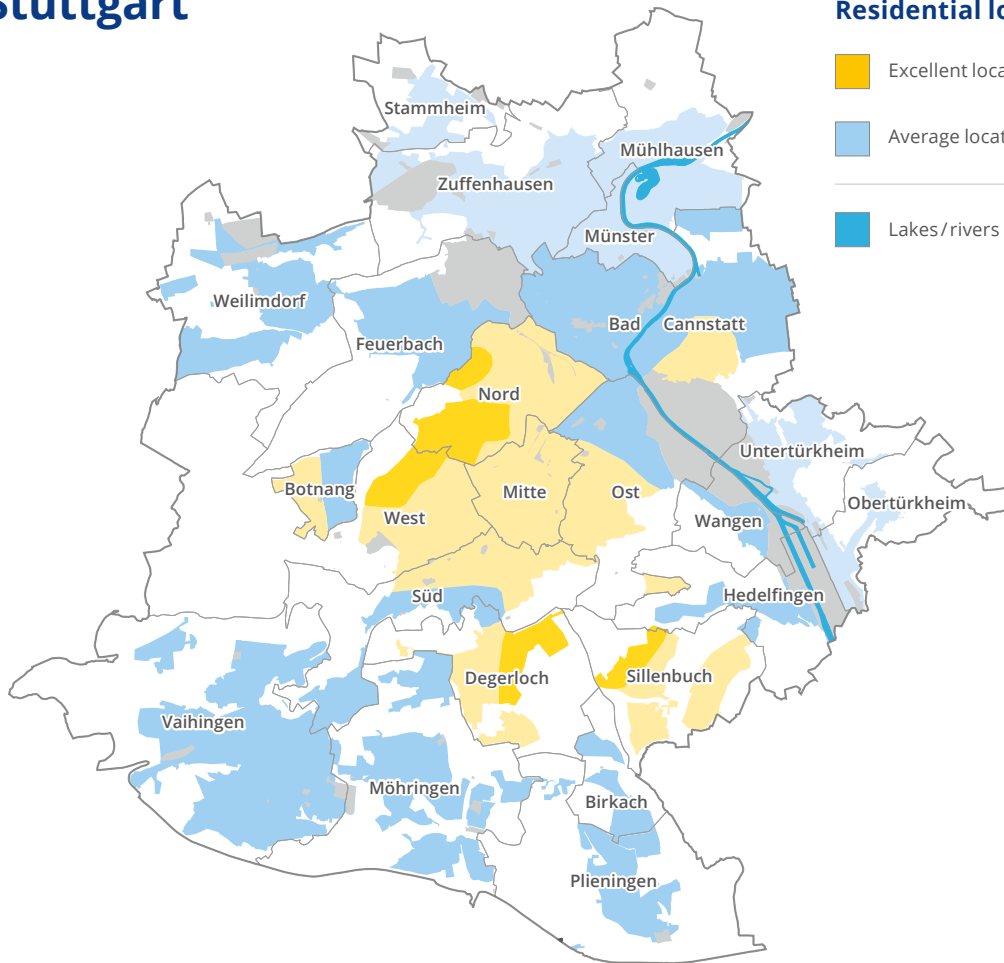 Stuttgart
Residential lo
Excellent loca
Average locat
Lakes/rivers
Stammheim
Mühlhausen
Zuffenhausen
Münster
Weilimdorf
Bad Cannstatt
Feuerbach
Nord
Untertürkheim
Botnang
Mitte
Ost
Obertürkheim
West
Wangen
Süd
Hedelfingen
Degerloch
Sillenbuch
Vaihingen
Möhringen
Birkach
Plieningen